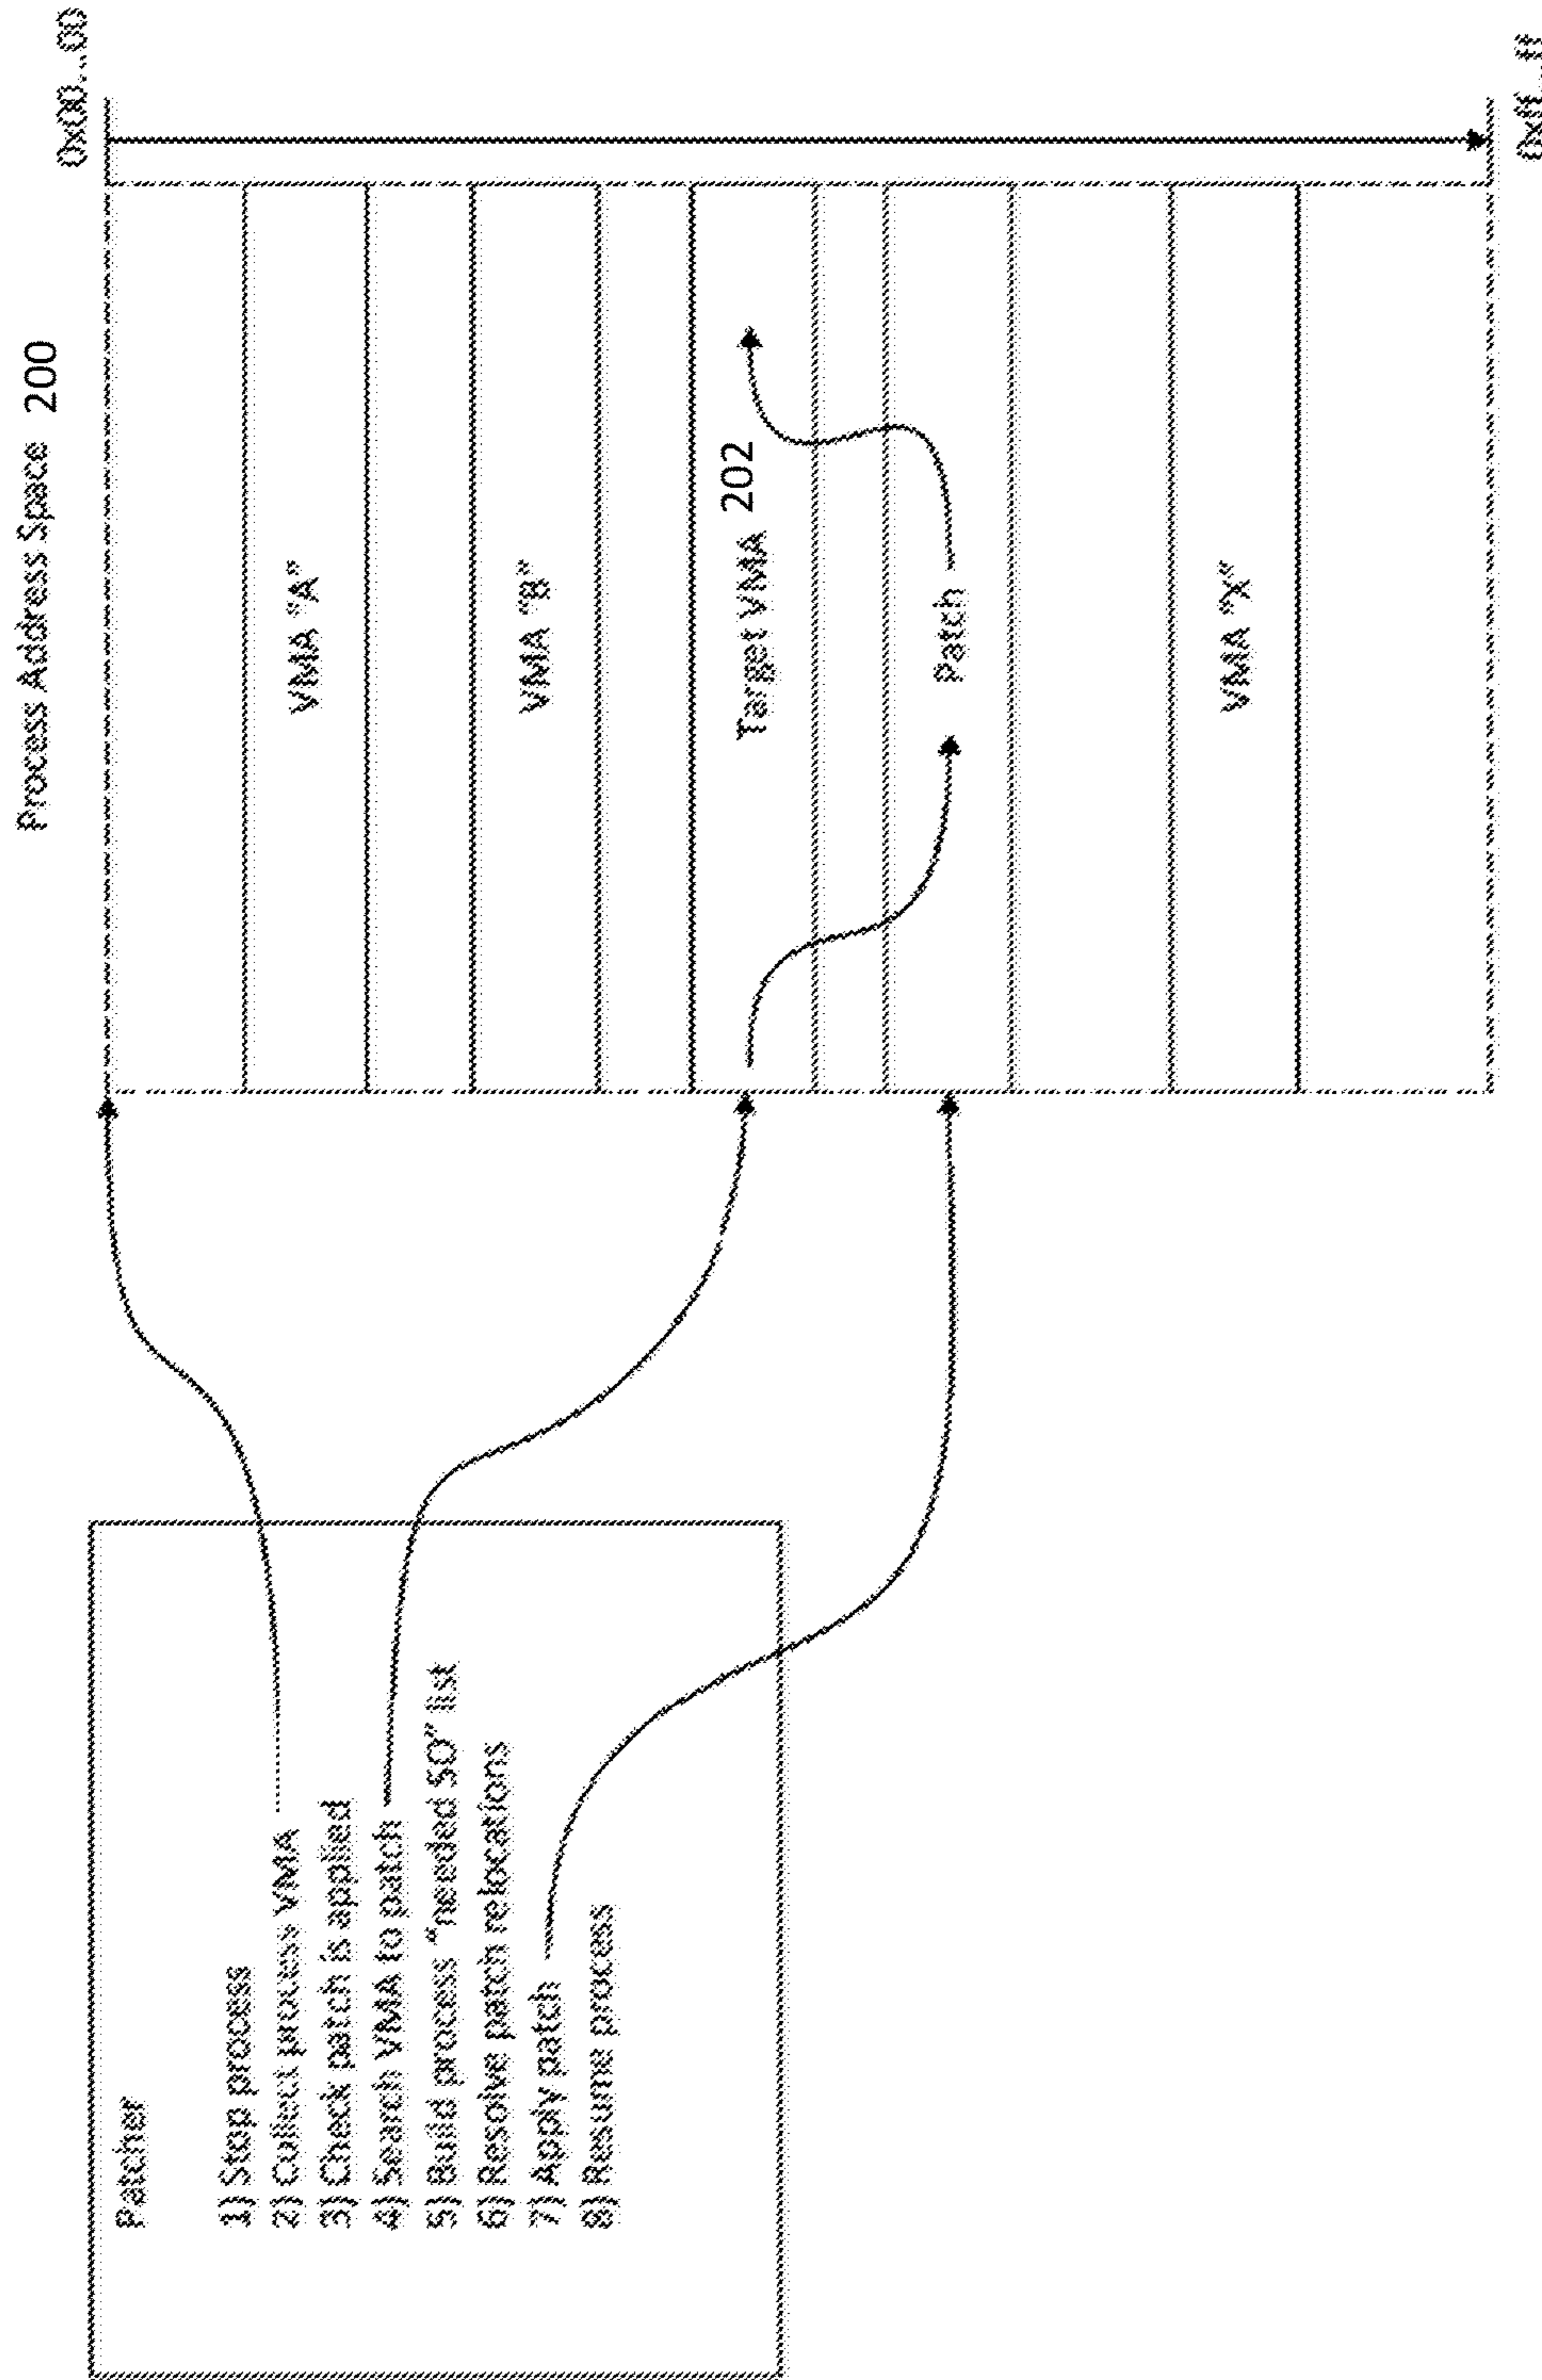 Process Address Space 200
0x00...00
Patcher
1) Stop process
2) Collect process VMA
3) Check patch is applied
4) Search VMA to patch
5) Build process "needed SO" list
6) Resolve patch relocations
7) Apply patch
8) Resume process
VMA "A"
VMA "B"
Target VMA 202
Patch
VMA "X"
0xff...ff